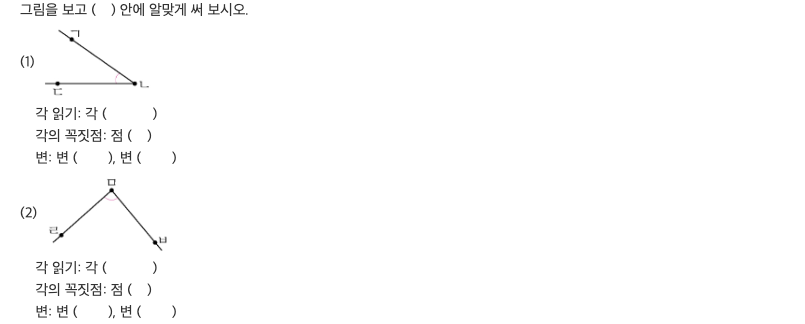 그림을 보고 ( ) 안에 알맞게 써 보시오.
ㄱ
(1)
ㄷ ㄴ
각 읽기: 각 ( )
각의 꼭짓점: 점 ( )
변: 변 ( ), 변 ( )
ㅁ
(2)
ㄹ ㅂ
각 읽기: 각 ( )
각의 꼭짓점: 점 ( )
변: 변 ( ), 변 ( )